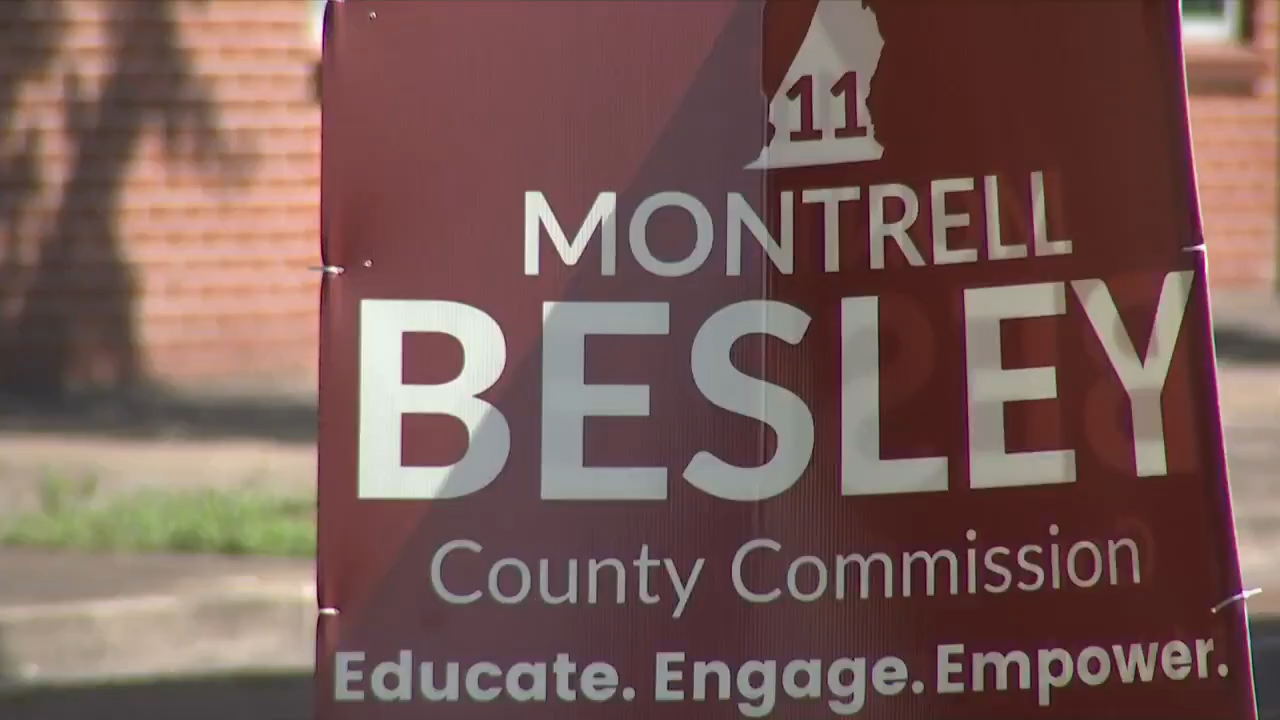 11
MONTRELL
BESLEY
County Commission
Educate. Engage. Empower.